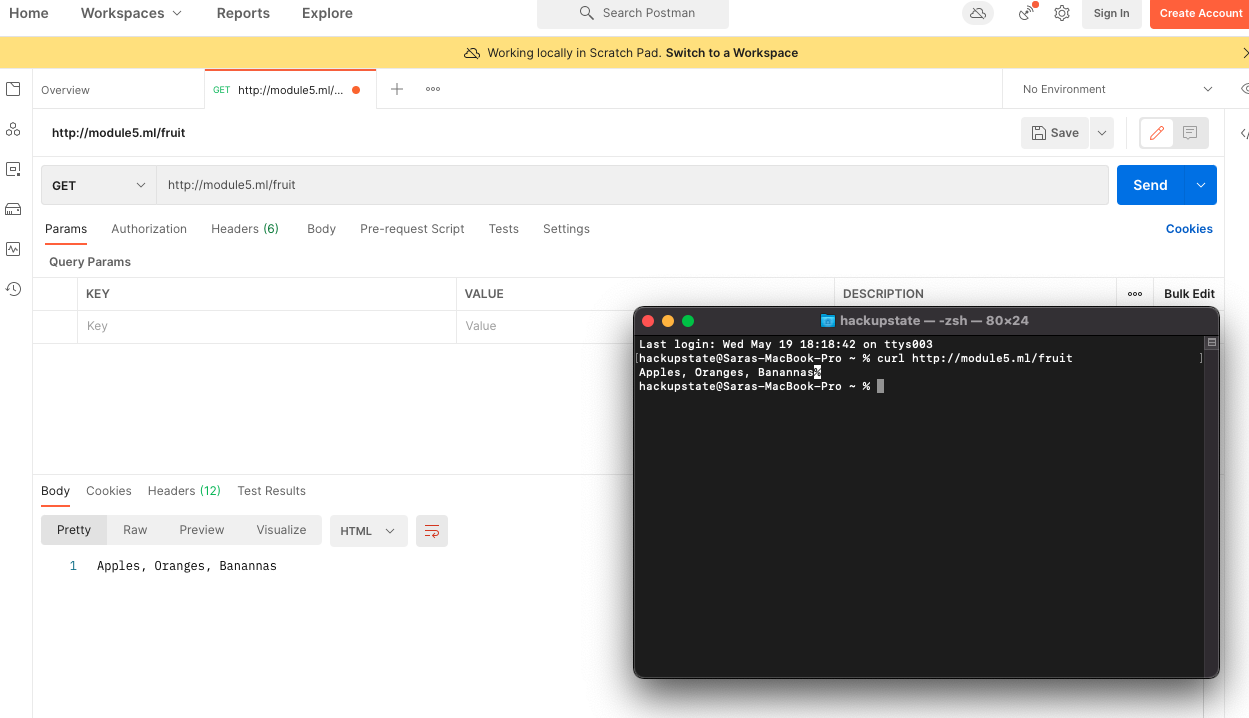 Home Workspaces Reports Explore Search Postman Sign In Create Account
Working locally in Scratch Pad. Switch to a Workspace
Overview GET http://module5.ml/... No Environment
http://module5.ml/fruit Save
GET http://module5.ml/fruit Send
Params Authorization Headers (6) Body Pre-request Script Tests Settings Cookies
Query Params
KEY VALUE DESCRIPTION Bulk Edit
Key Value
hackupstate — -zsh — 80×24
Last login: Wed May 19 18:18:42 on ttys003
[hackupstate@Saras-MacBook-Pro ~ % curl http://module5.ml/fruit ]
Apples, Oranges, Banannas%
hackupstate@Saras-MacBook-Pro ~ %
Body Cookies Headers (12) Test Results
Pretty Raw Preview Visualize HTML
1 Apples, Oranges, Banannas